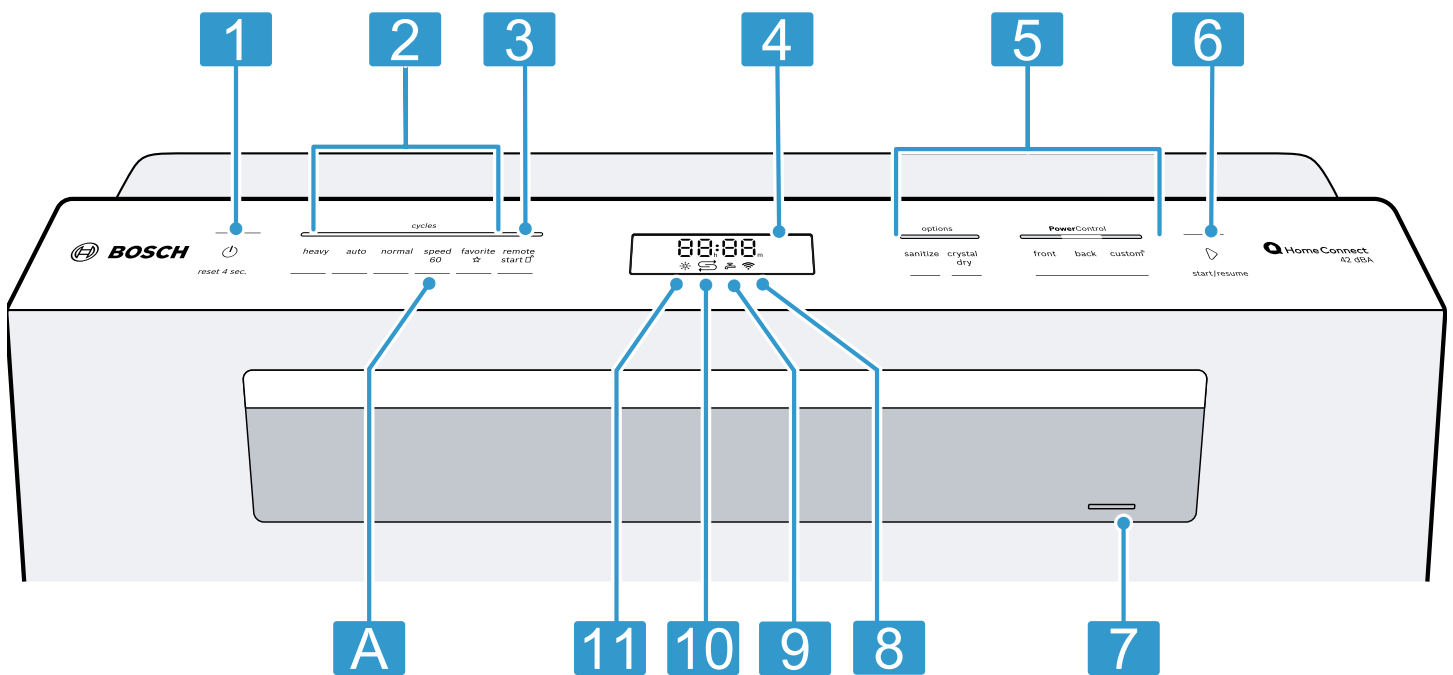 1
2
3
4
5
6
cycles
options
PowerControl
BOSCH
heavy
auto
normal
speed
60
favorite
remote
start
88:88
h
m
sanitize
crystal
dry
front
back
custom
HomeConnect
42 dBA
reset 4 sec.
start/resume
A
11
10
9
8
7